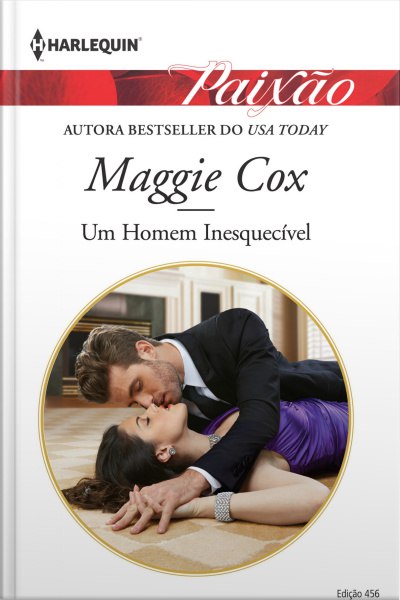 HARLEQUIN®
Paixão
AUTORA BESTSELLER DO USA TODAY
Maggie Cox
Um Homem Inesquecível
Edição 456